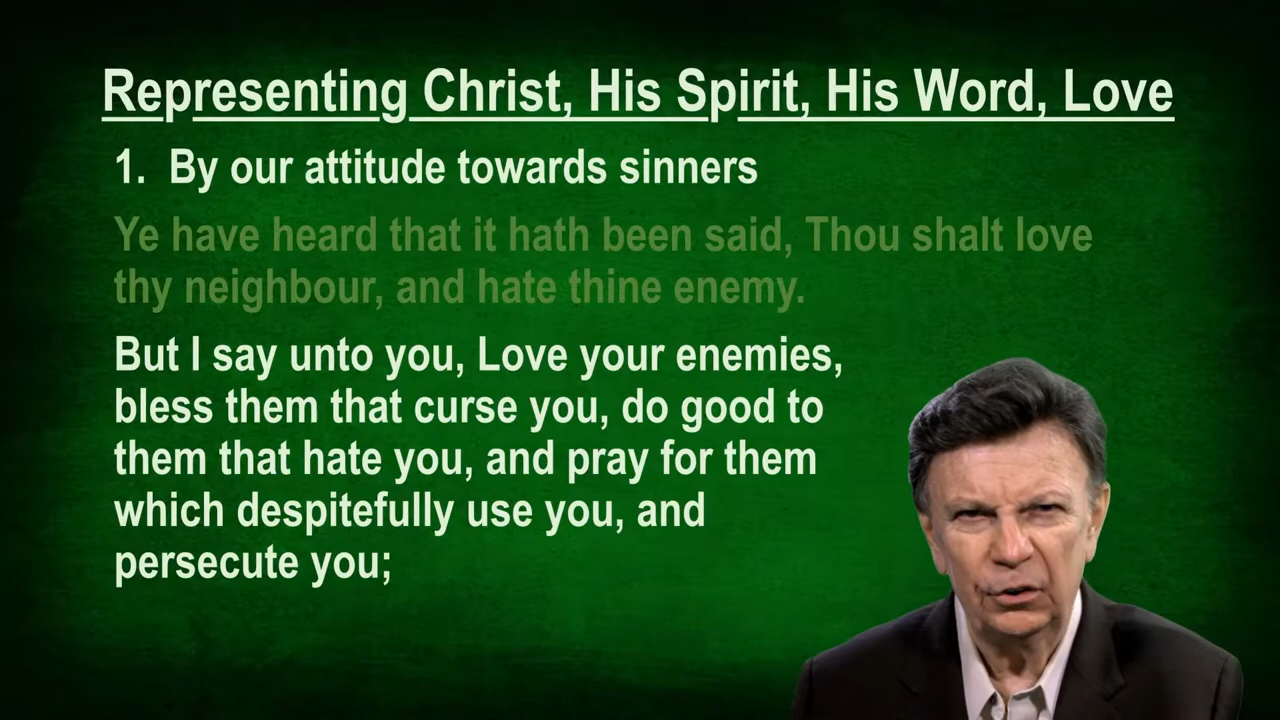 Representing Christ, His Spirit, His Word, Love
1. By our attitude towards sinners
Ye have heard that it hath been said, Thou shalt love
thy neighbour, and hate thine enemy.
But I say unto you, Love your enemies,
bless them that curse you, do good to
them that hate you, and pray for them
which despitefully use you, and
persecute you;